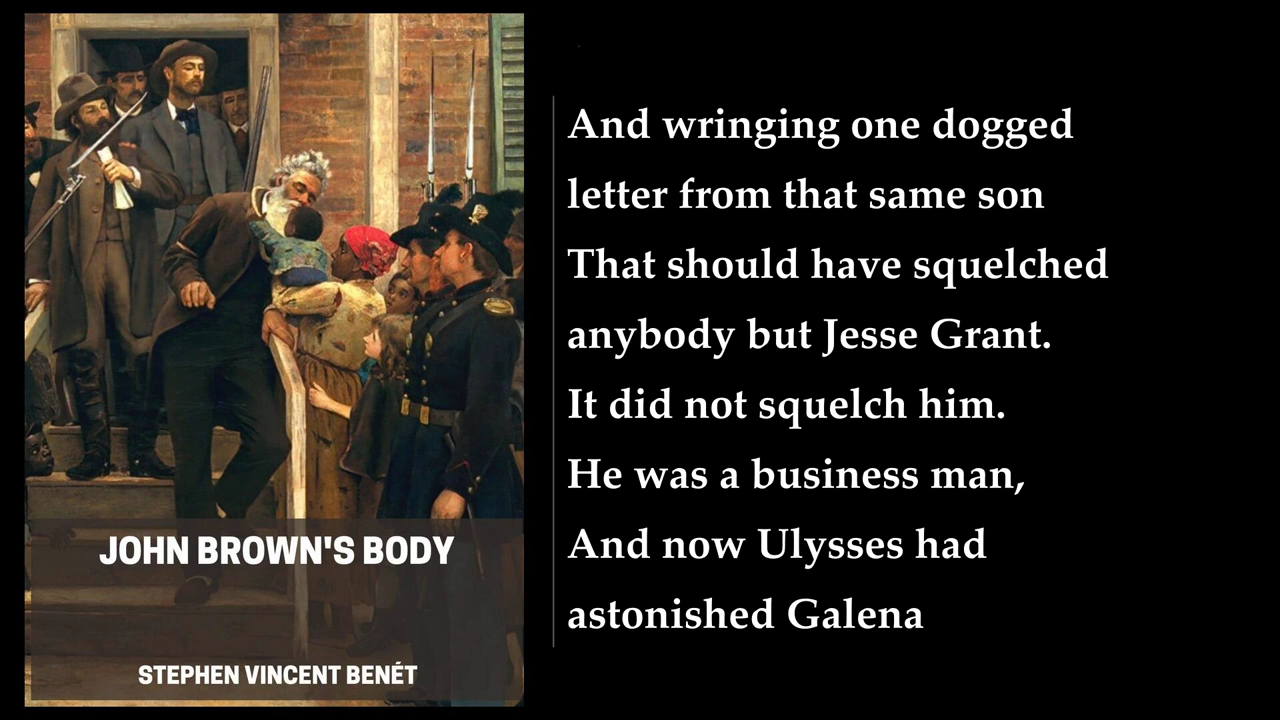 JOHN BROWN'S BODY
STEPHEN VINCENT BENÉT
And wringing one dogged
letter from that same son
That should have squelched
anybody but Jesse Grant.
It did not squelch him.
He was a business man,
And now Ulysses had
astonished Galena